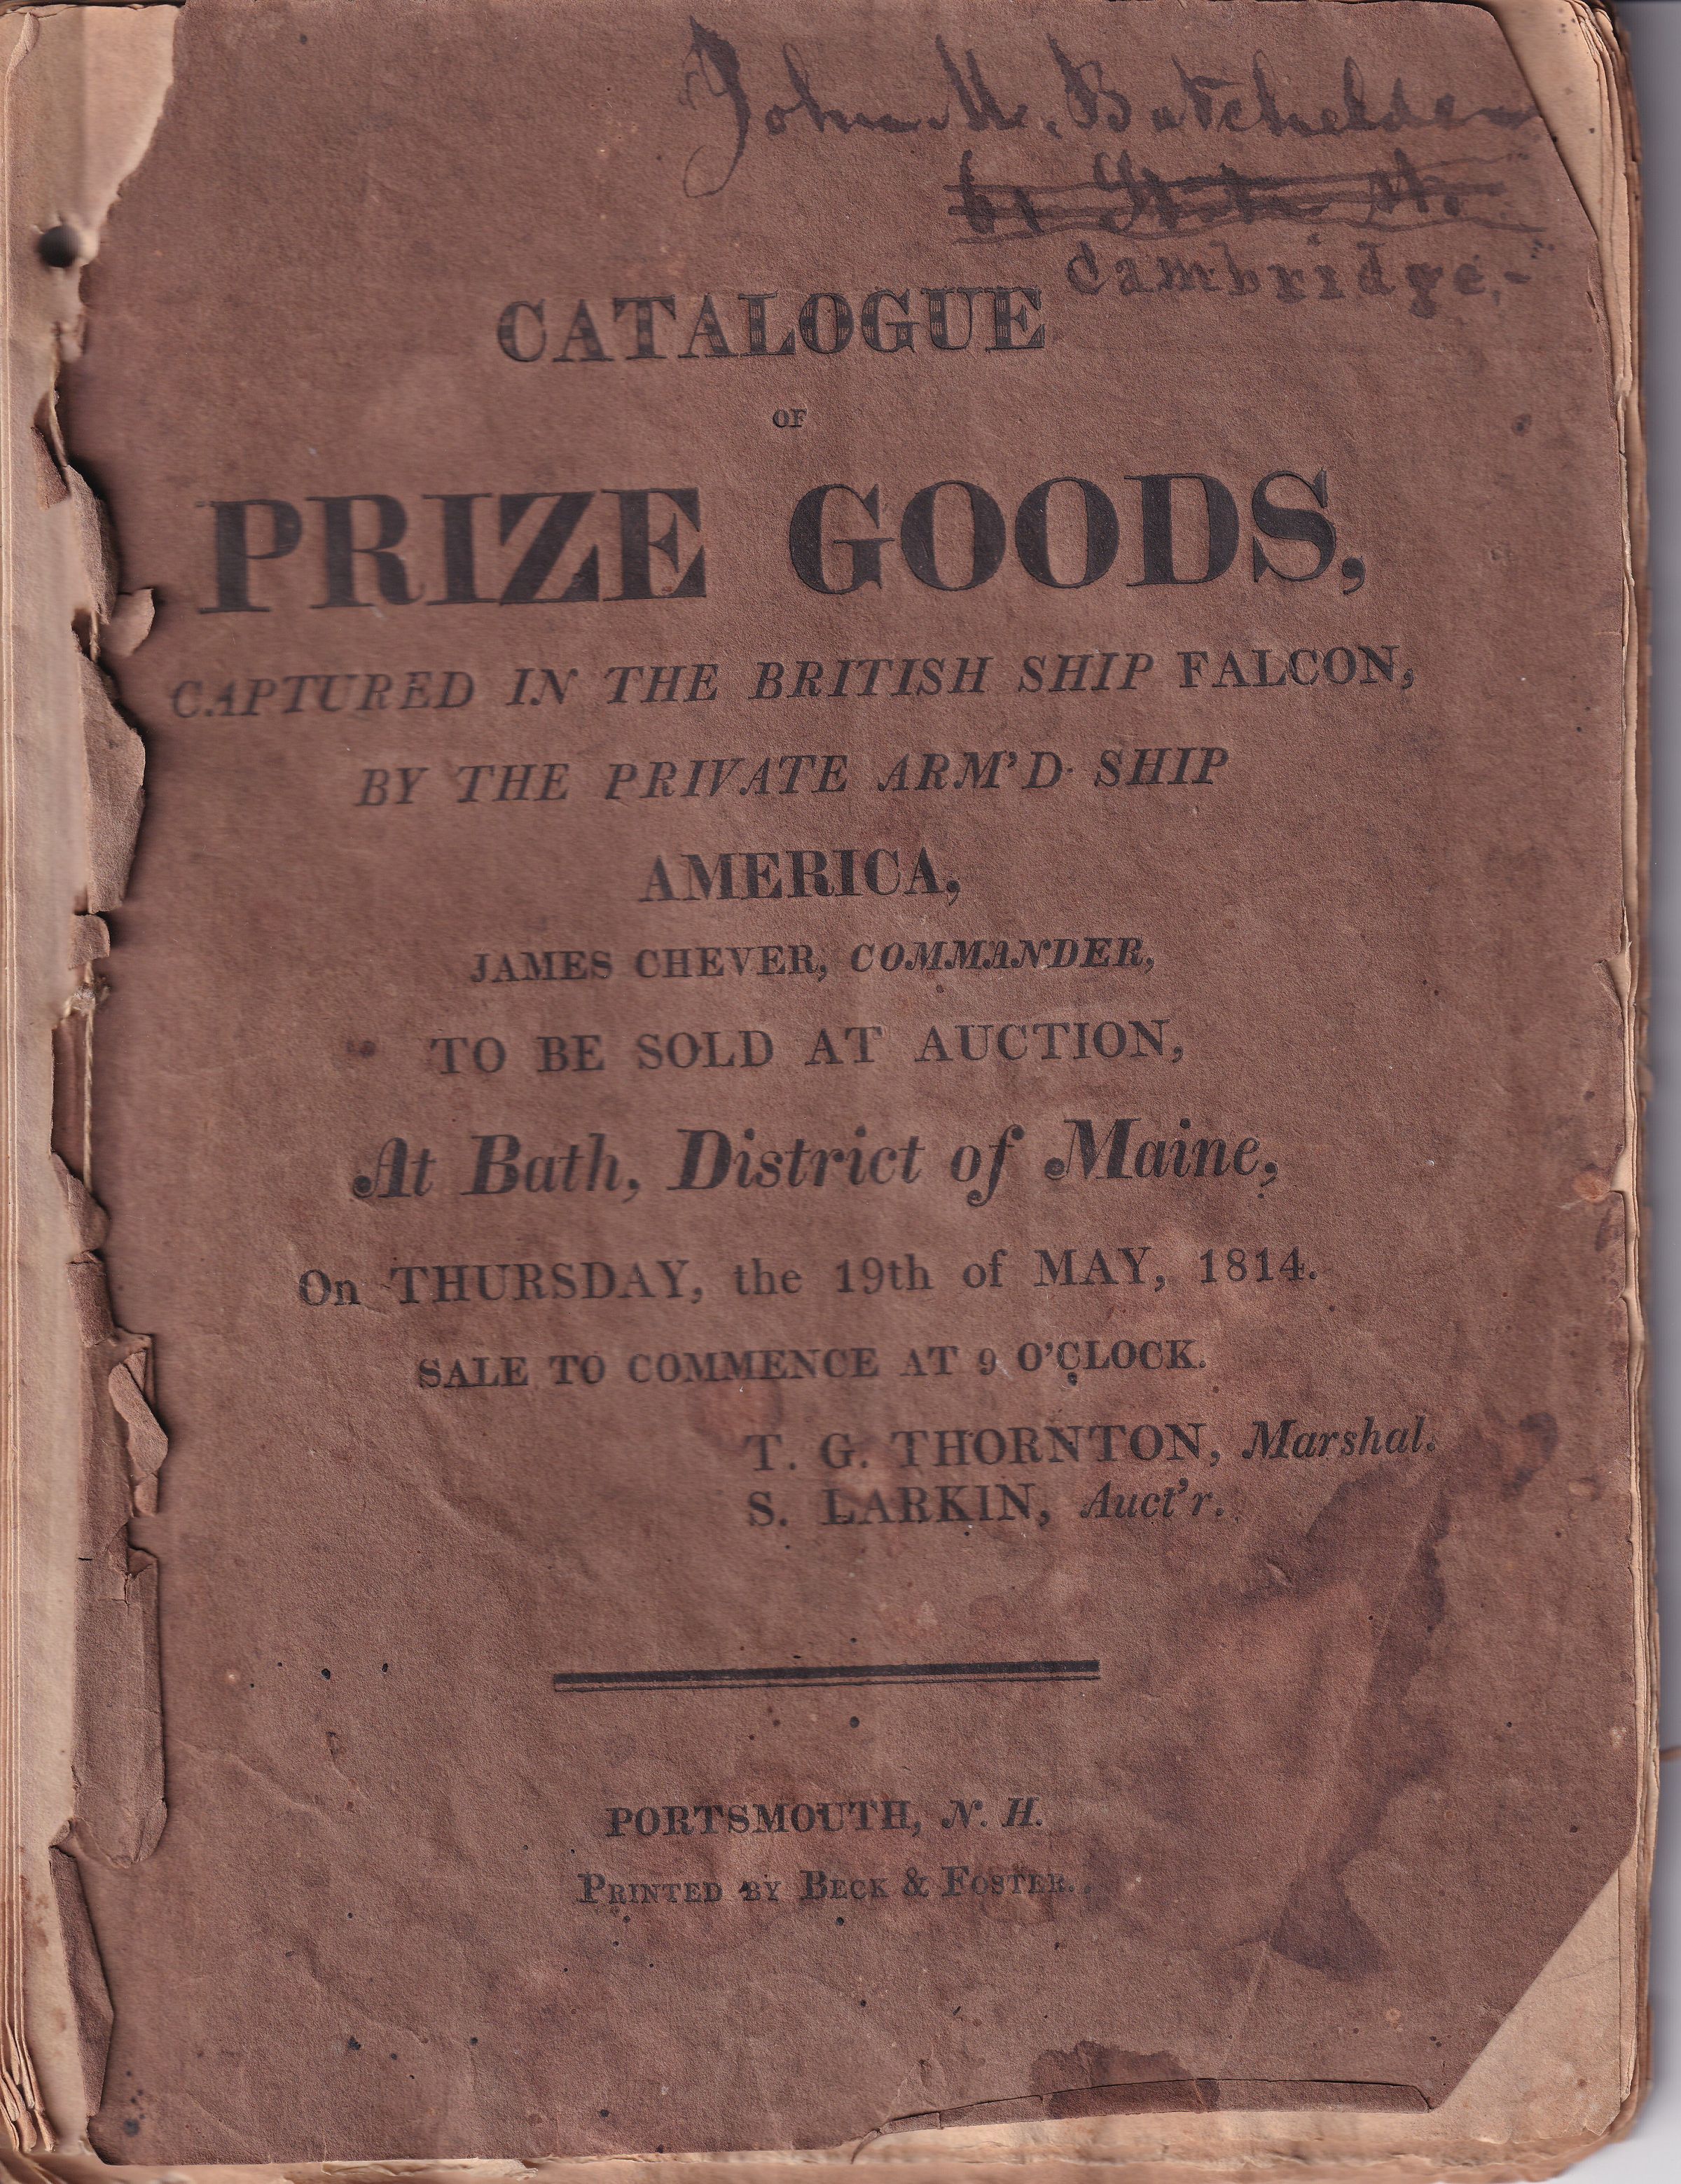 John M. Batchelder
State St.
Cambridge.-
CATALOGUE
OF
PRIZE GOODS,
CAPTURED IN THE BRITISH SHIP FALCON,
BY THE PRIVATE ARM'D SHIP
AMERICA,
JAMES CHEVER, COMMANDER,
TO BE SOLD AT AUCTION,
At Bath, District of Maine,
On THURSDAY, the 19th of MAY, 1814.
SALE TO COMMENCE AT 9 O'CLOCK.
T. G. THORNTON, Marshal.
S. LARKIN, Auct'r.
PORTSMOUTH, N. H.
PRINTED BY BECK & FOSTER.